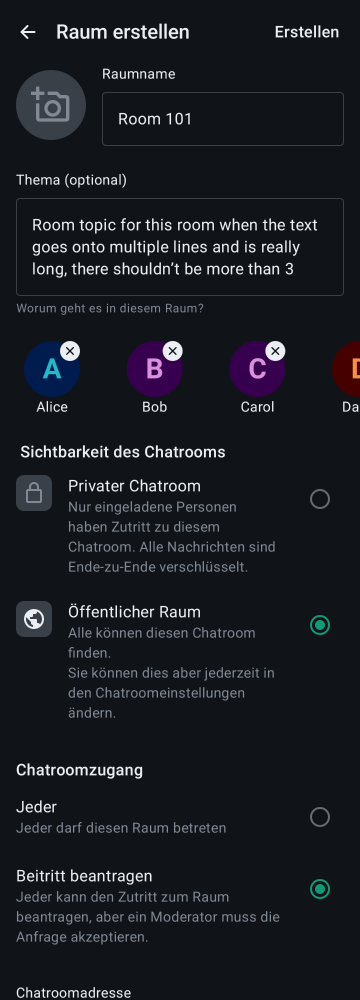 Raum erstellen
Erstellen
Raumname
Room 101
Thema (optional)
Room topic for this room when the text
goes onto multiple lines and is really
long, there shouldn’t be more than 3
Worum geht es in diesem Raum?
A
B
C
D
Alice
Bob
Carol
Da
Sichtbarkeit des Chatrooms
Privater Chatroom
Nur eingeladene Personen
haben Zutritt zu diesem
Chatroom. Alle Nachrichten sind
Ende-zu-Ende verschlüsselt.
Öffentlicher Raum
Alle können diesen Chatroom
finden.
Sie können dies aber jederzeit in
den Chatroomeinstellungen
ändern.
Chatroomzugang
Jeder
Jeder darf diesen Raum betreten
Beitritt beantragen
Jeder kann den Zutritt zum Raum
beantragen, aber ein Moderator muss die
Anfrage akzeptieren.
Chatroomadresse